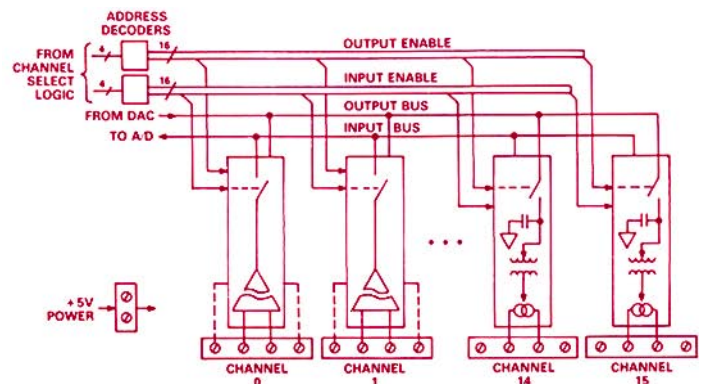 ADDRESS
DECODERS
FROM
CHANNEL
SELECT
LOGIC
4
16
OUTPUT ENABLE
4
16
INPUT ENABLE
OUTPUT BUS
FROM DAC
INPUT BUS
TO A/D
• • •
+5V
POWER
CHANNEL
0
CHANNEL
1
CHANNEL
14
CHANNEL
15